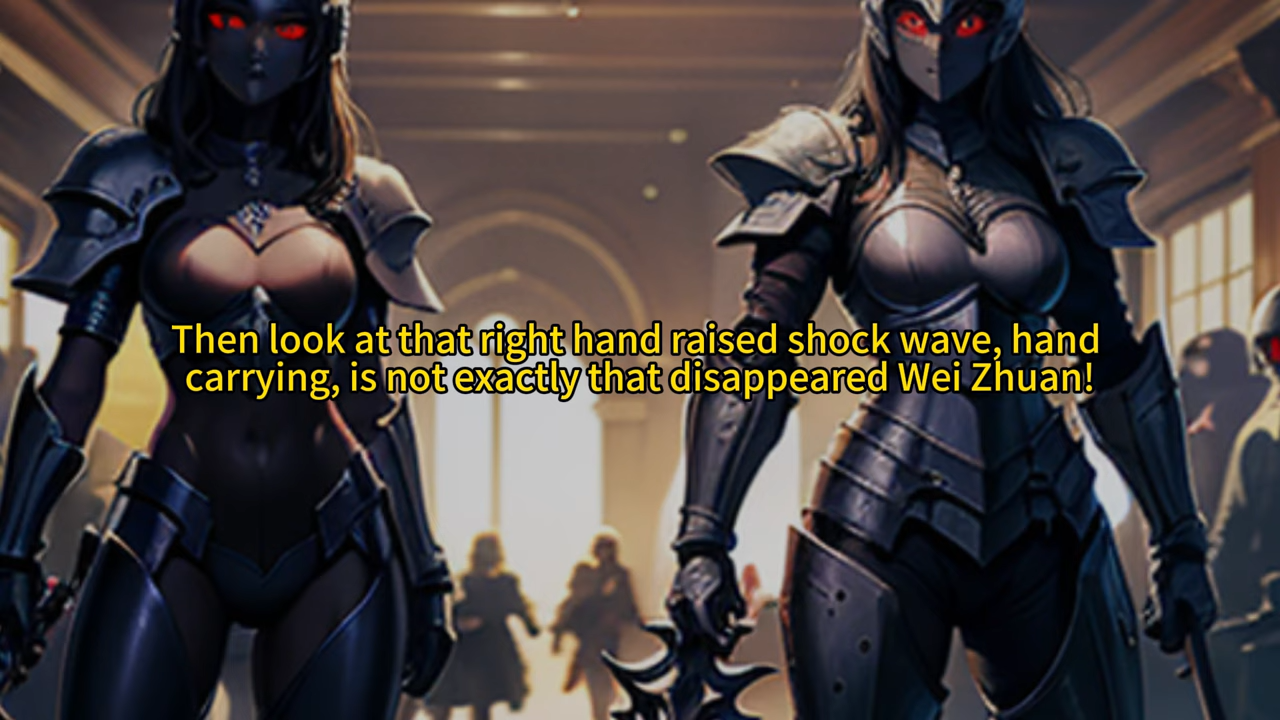 Then look at that right hand raised shock wave, hand
carrying, is not exactly that disappeared Wei Zhuan!